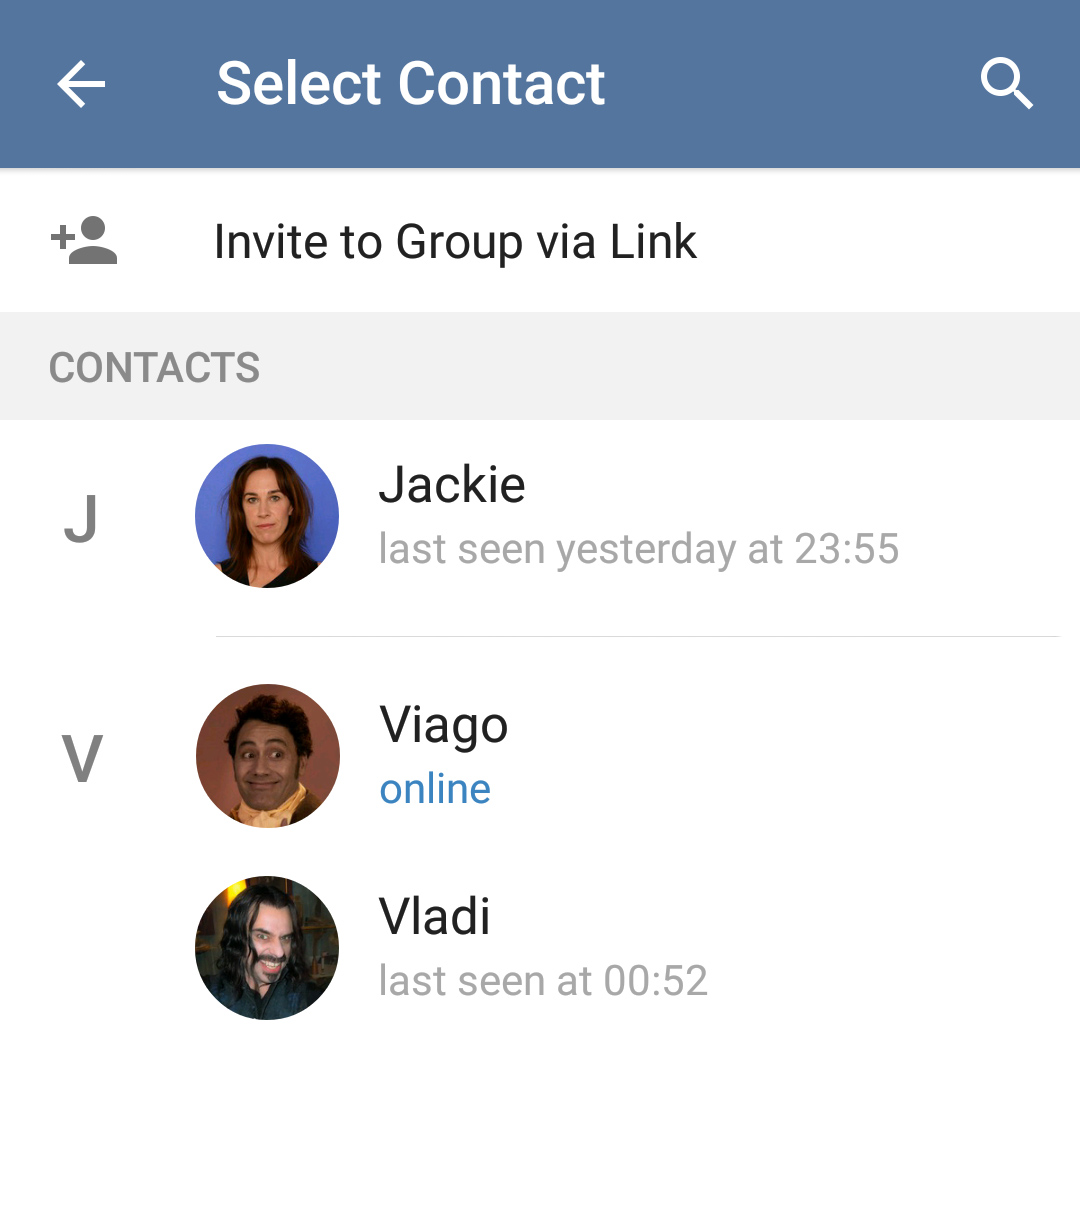 Select Contact
Invite to Group via Link
CONTACTS
J
Jackie
last seen yesterday at 23:55
V
Viago
online
Vladi
last seen at 00:52